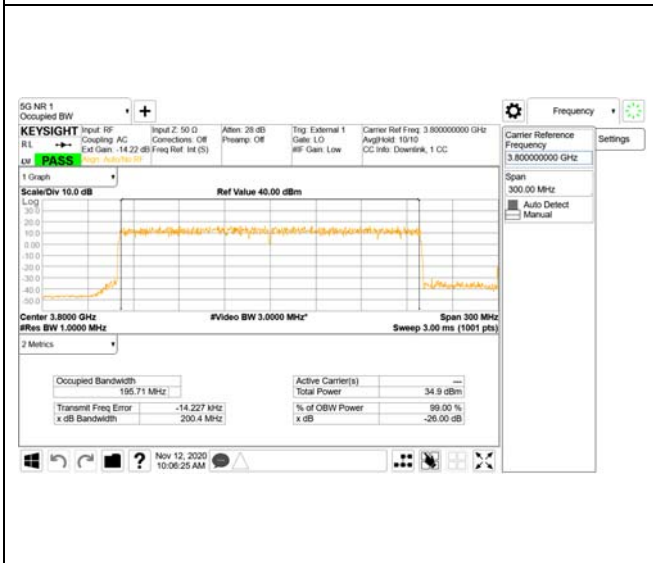 5G NR 1
Occupied BW
+
Frequency
KEYSIGHT Input: RF Input Z: 50 Ω Atten: 28 dB Trig: External 1 Carrier Ref Freq: 3.800000000 GHz
RL Coupling: AC Corrections: Off Preamp: Off Gate: LO Avg|Hold: 10/10
Ext Gain: -14.22 dB Freq Ref: Int (S) #IF Gain: Low CC Info: Downlink, 1 CC
PASS Align: Auto/No RF
Carrier Reference
Frequency
3.800000000 GHz
Settings
Span
300.00 MHz
Auto Detect
Manual
1 Graph
Scale/Div 10.0 dB Ref Value 40.00 dBm
Log
30.0
20.0
10.0
0.00
-10.0
-20.0
-30.0
-40.0
-50.0
Center 3.8000 GHz #Video BW 3.0000 MHz* Span 300 MHz
#Res BW 1.0000 MHz Sweep 3.00 ms (1001 pts)
2 Metrics
Occupied Bandwidth
195.71 MHz
Transmit Freq Error -14.227 kHz
x dB Bandwidth 200.4 MHz
Active Carrier(s) ---
Total Power 34.9 dBm
% of OBW Power 99.00 %
x dB -26.00 dB
? Nov 12, 2020
10:06:25 AM